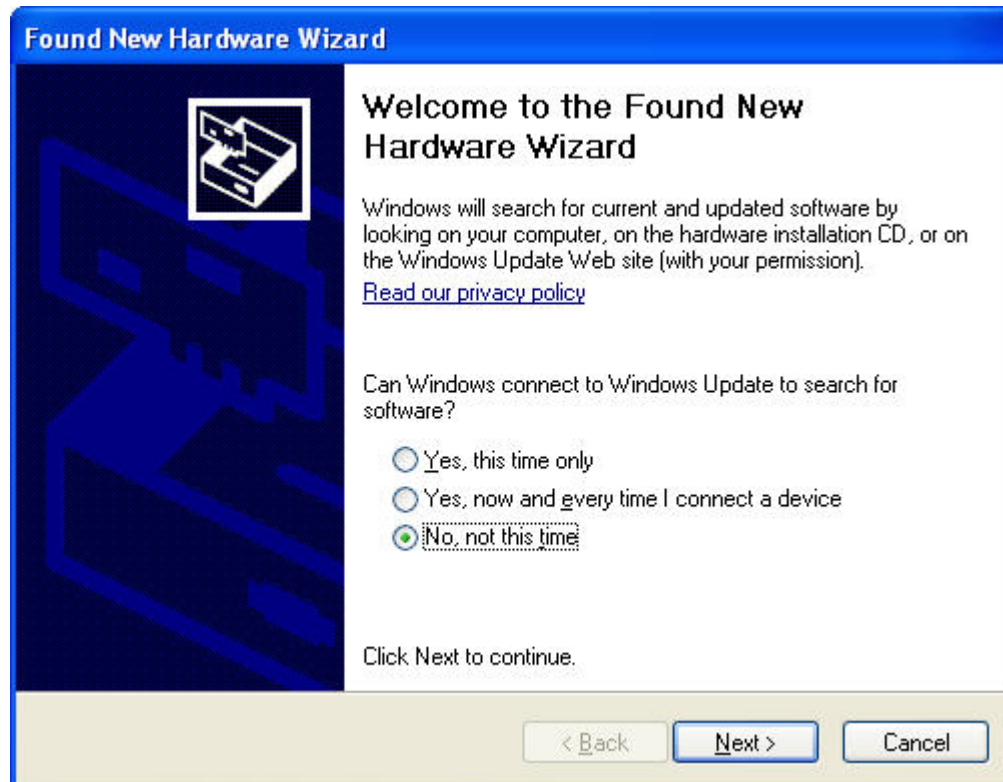 Found New Hardware Wizard
Welcome to the Found New
Hardware Wizard
Windows will search for current and updated software by
looking on your computer, on the hardware installation CD, or on
the Windows Update Web site (with your permission).
Read our privacy policy
Can Windows connect to Windows Update to search for
software?
Yes, this time only
Yes, now and every time I connect a device
No, not this time
Click Next to continue.
< Back Next > Cancel